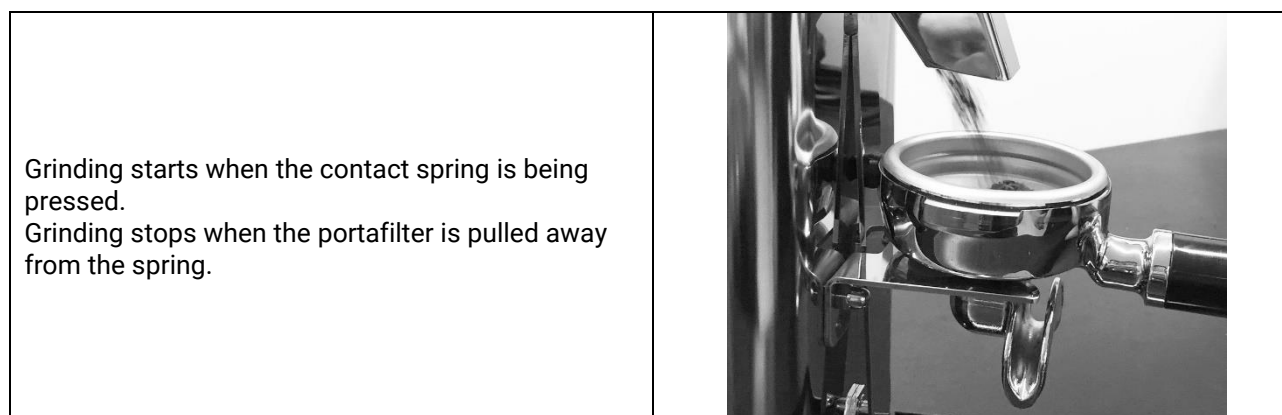 Grinding starts when the contact spring is being
pressed.
Grinding stops when the portafilter is pulled away
from the spring.